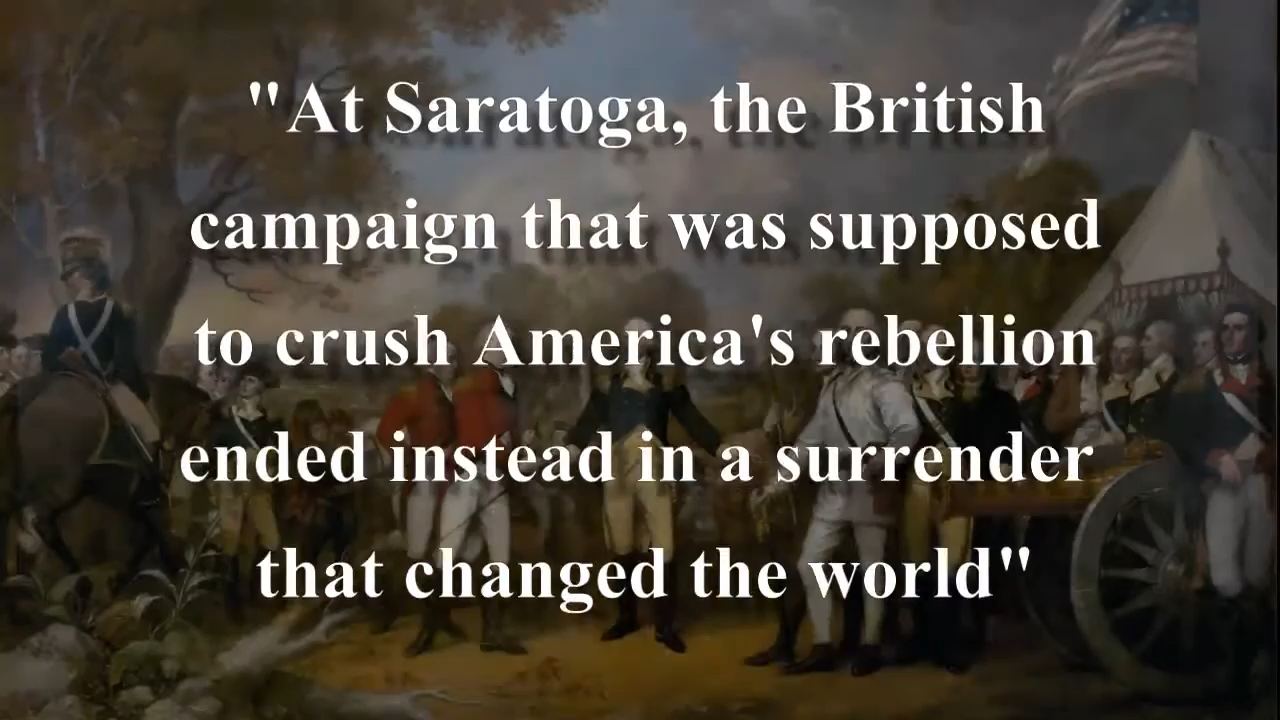 "At Saratoga, the British
campaign that was supposed
to crush America's rebellion
ended instead in a surrender
that changed the world"